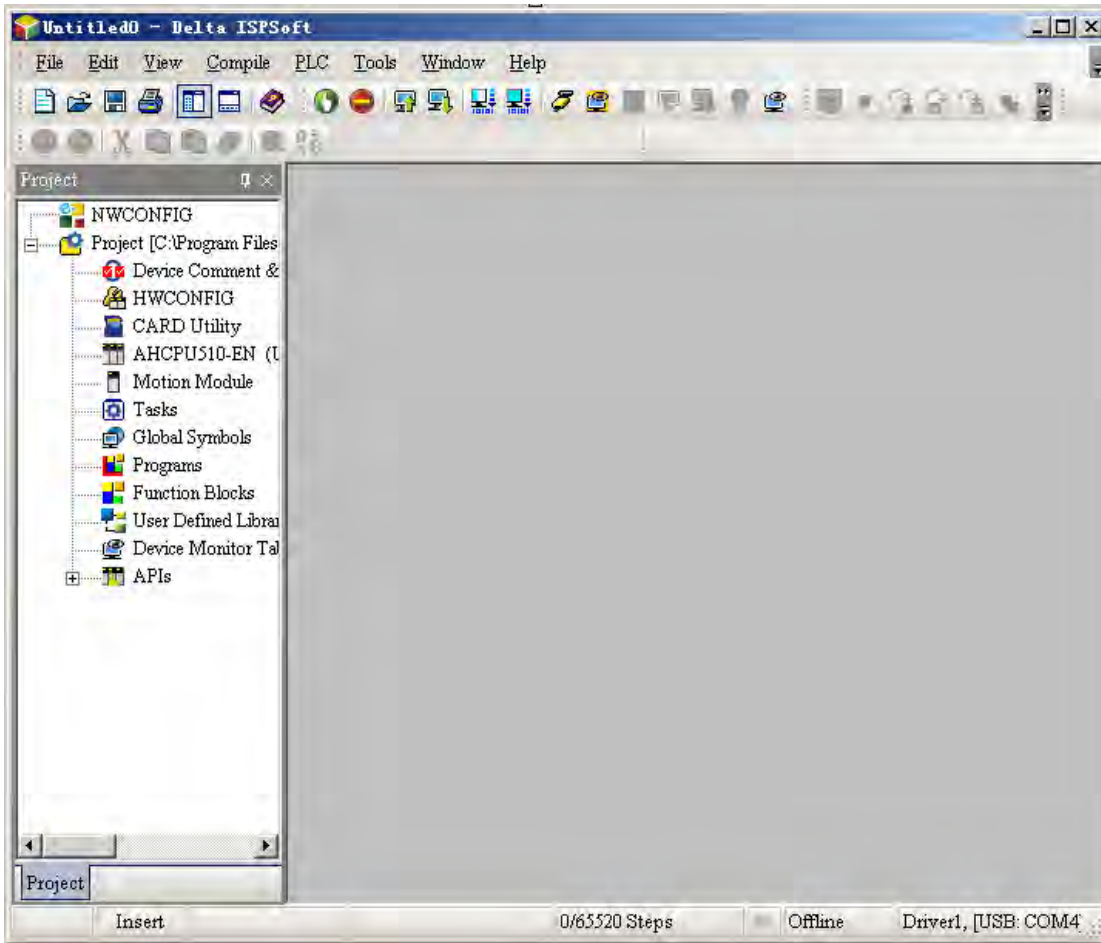 Untitled0 - Delta ISPSoft
File Edit View Compile PLC Tools Window Help
Project
NWCONFIG
Project [C:\Program Files
Device Comment &
HWCONFIG
CARD Utility
AHCPU510-EN (U
Motion Module
Tasks
Global Symbols
Programs
Function Blocks
User Defined Librar
Device Monitor Tal
APIs
Project
Insert 0/65520 Steps Offline Driver1, [USB: COM4]